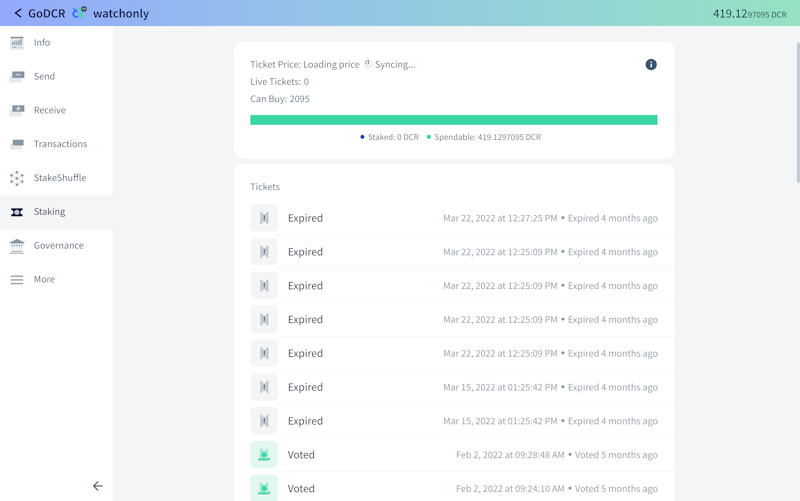 GoDCR watchonly 419.1297095 DCR
Info
Send
Receive
Transactions
StakeShuffle
Staking
Governance
More
Ticket Price: Loading price Syncing...
Live Tickets: 0
Can Buy: 2095
Staked: 0 DCR Spendable: 419.1297095 DCR
Tickets
Expired Mar 22, 2022 at 12:27:25 PM • Expired 4 months ago
Expired Mar 22, 2022 at 12:25:09 PM • Expired 4 months ago
Expired Mar 22, 2022 at 12:25:09 PM • Expired 4 months ago
Expired Mar 22, 2022 at 12:25:09 PM • Expired 4 months ago
Expired Mar 22, 2022 at 12:25:09 PM • Expired 4 months ago
Expired Mar 15, 2022 at 01:25:42 PM • Expired 4 months ago
Expired Mar 15, 2022 at 01:25:42 PM • Expired 4 months ago
Voted Feb 2, 2022 at 09:28:48 AM • Voted 5 months ago
Voted Feb 2, 2022 at 09:24:10 AM • Voted 5 months ago